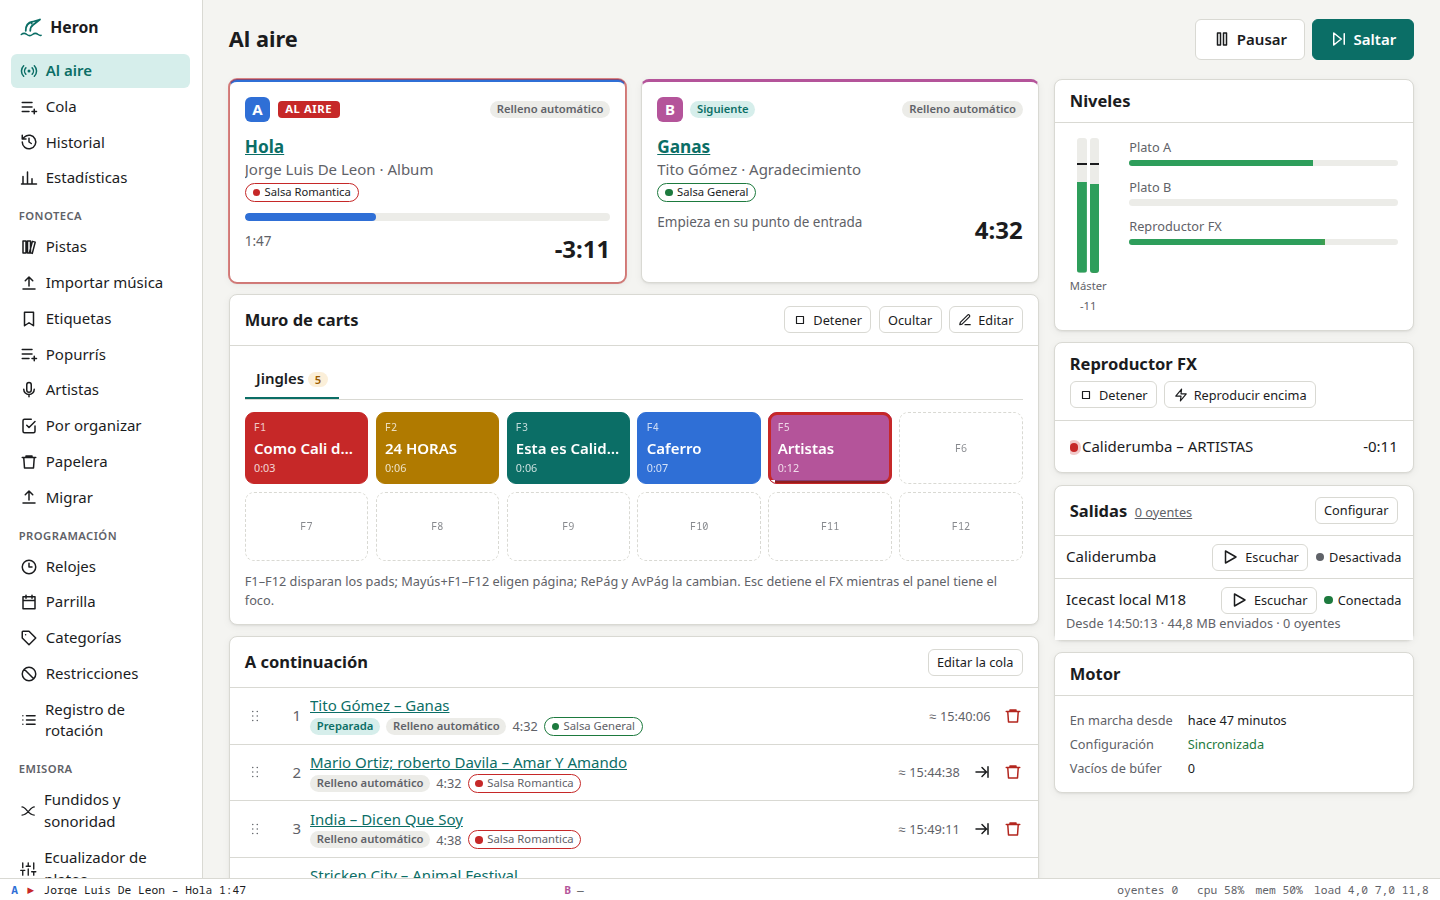 Heron
Al aire
Cola
Historial
Estadísticas
FONOTECA
Pistas
Importar música
Etiquetas
Popurrís
Artistas
Por organizar
Papelera
Migrar
PROGRAMACIÓN
Relojes
Parrilla
Categorías
Restricciones
Registro de
rotación
EMISORA
Fundidos y
sonoridad
Ecualizador de
Al aire
Pausar
Saltar
A AL AIRE Relleno automático
Hola
Jorge Luis De Leon · Album
Salsa Romantica
1:47
-3:11
B Siguiente Relleno automático
Ganas
Tito Gómez · Agradecimiento
Salsa General
Empieza en su punto de entrada
4:32
Muro de carts
Detener
Ocultar
Editar
Jingles 5
F1
Como Cali d...
0:03
F2
24 HORAS
0:06
F3
Esta es Calid...
0:06
F4
Caferro
0:07
F5
Artistas
0:12
F6
F7
F8
F9
F10
F11
F12
F1–F12 disparan los pads; Mayús+F1–F12 eligen página; RePág y AvPág la cambian. Esc detiene el FX mientras el panel tiene el
foco.
A continuación
Editar la cola
1 Tito Gómez – Ganas
Preparada Relleno automático 4:32 Salsa General
≈ 15:40:06
2 Mario Ortiz; roberto Davila – Amar Y Amando
Relleno automático 4:32 Salsa Romantica
≈ 15:44:38
3 India – Dicen Que Soy
Relleno automático 4:38 Salsa Romantica
≈ 15:49:11
Stricken City – Animal Festival
Niveles
Plato A
Plato B
Reproductor FX
Máster
-11
Reproductor FX
Detener
Reproducir encima
Caliderumba – ARTISTAS -0:11
Salidas 0 oyentes
Configurar
Caliderumba Escuchar Desactivada
Icecast local M18 Escuchar Conectada
Desde 14:50:13 · 44,8 MB enviados · 0 oyentes
Motor
En marcha desde hace 47 minutos
Configuración Sincronizada
Vacíos de búfer 0
A ▶ Jorge Luis De Leon – Hola 1:47
B —
oyentes 0 cpu 58% mem 50% load 4,0 7,0 11,8